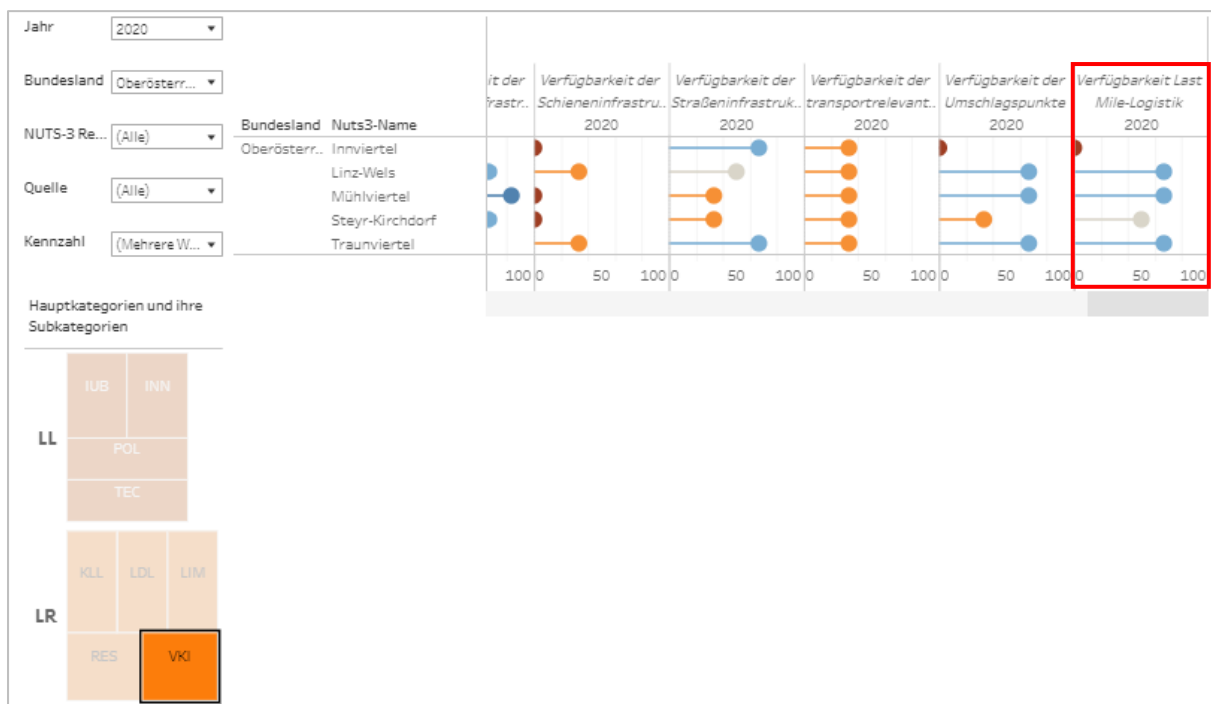 Jahr
2020
Bundesland
Oberösterr...
NUTS-3 Re...
(Alle)
Quelle
(Alle)
Kennzahl
(Mehrere W...
Hauptkategorien und ihre
Subkategorien
LL
IUB INN
POL
TEC
LR
KLL LDL LIM
RES VKI
it der Verfügbarkeit der Verfügbarkeit der Verfügbarkeit der Verfügbarkeit der Verfügbarkeit Last
frastr.. Schieneninfrastru.. Straßeninfrastruk.. transportrelevant.. Umschlagspunkte Mile-Logistik
Bundesland Nuts3-Name 2020 2020 2020 2020 2020
Oberösterr.. Innviertel
Linz-Wels
Mühlviertel
Steyr-Kirchdorf
Traunviertel
100 0 50 100 0 50 100 0 50 100 0 50 100 0 50 100